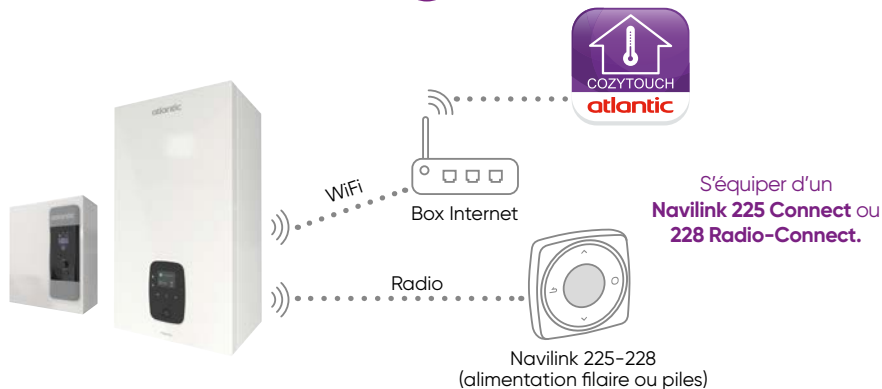 COZYTOUCH
atlantic
atlantic
WiFi
Box Internet
S'équiper d'un
Navilink 225 Connect ou
228 Radio-Connect.
Radio
Navilink 225-228
(alimentation filaire ou piles)